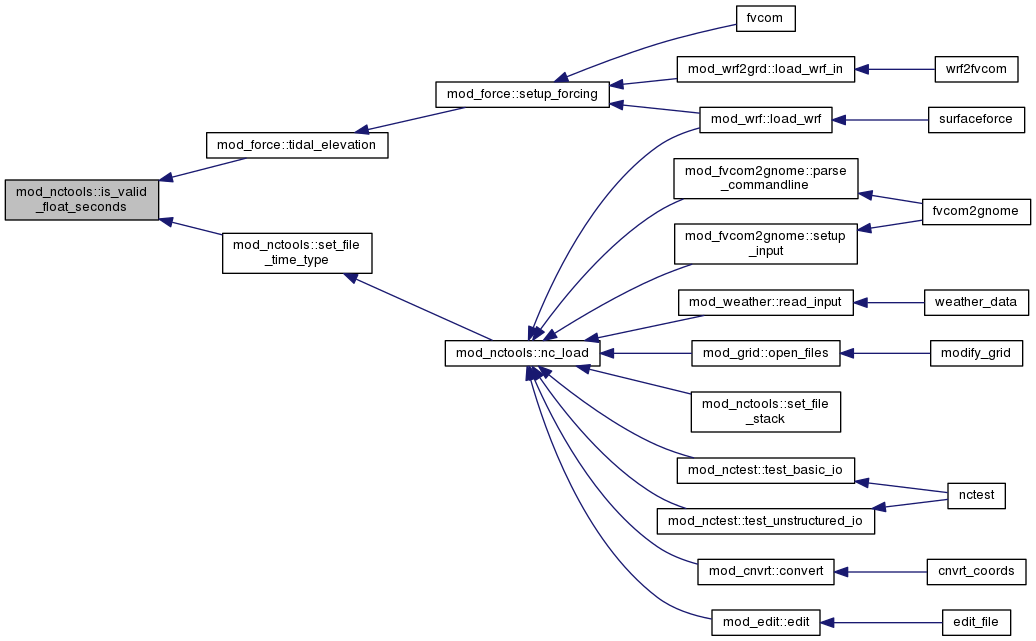 fvcom
mod_wrf2grd::load_wrf_in
wrf2fvcom
mod_force::setup_forcing
mod_wrf::load_wrf
surfaceforce
mod_force::tidal_elevation
mod_fvcom2gnome::parse
_commandline
mod_nctools::is_valid
_float_seconds
fvcom2gnome
mod_nctools::set_file
_time_type
mod_fvcom2gnome::setup
_input
mod_weather::read_input
weather_data
mod_nctools::nc_load
mod_grid::open_files
modify_grid
mod_nctools::set_file
_stack
mod_nctest::test_basic_io
nctest
mod_nctest::test_unstructured_io
mod_cnvrt::convert
cnvrt_coords
mod_edit::edit
edit_file